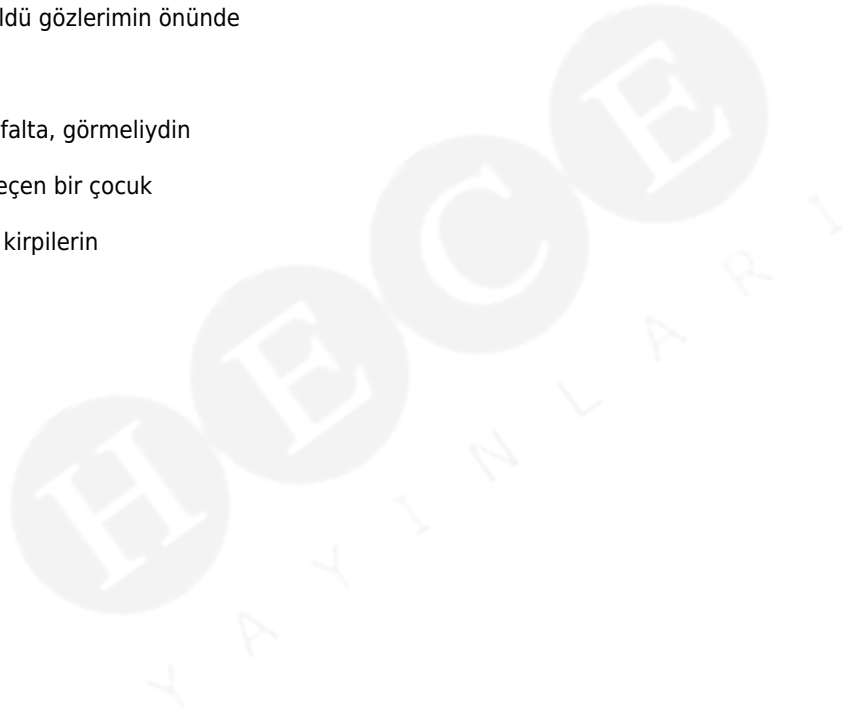 ldü gözlerimin önünde
falta, görmeliydin
eçen bir çocuk
kirpilerin
HECE
YAYINLARI